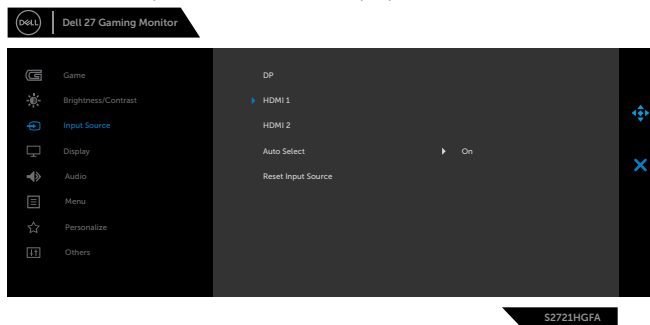 DELL
Dell 27 Gaming Monitor
Game
DP
Brightness/Contrast
HDMI 1
Input Source
HDMI 2
Display
Auto Select On
Audio
Reset Input Source
Menu
Personalize
Others
S2721HGFA